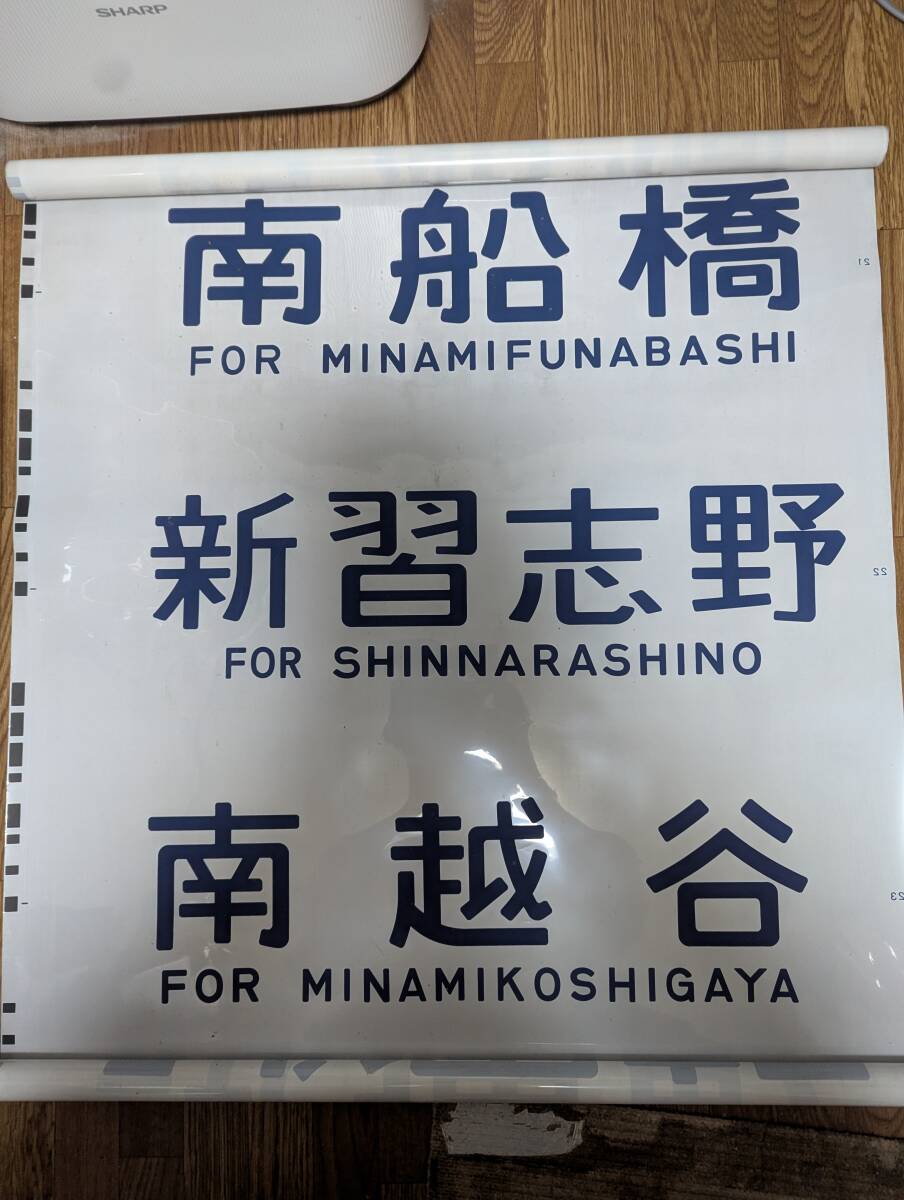 SHARP
南船橋
21
FOR MINAMIFUNABASHI
新習志野
22
FOR SHINNARASHINO
南越谷
23
FOR MINAMIKOSHIGAYA